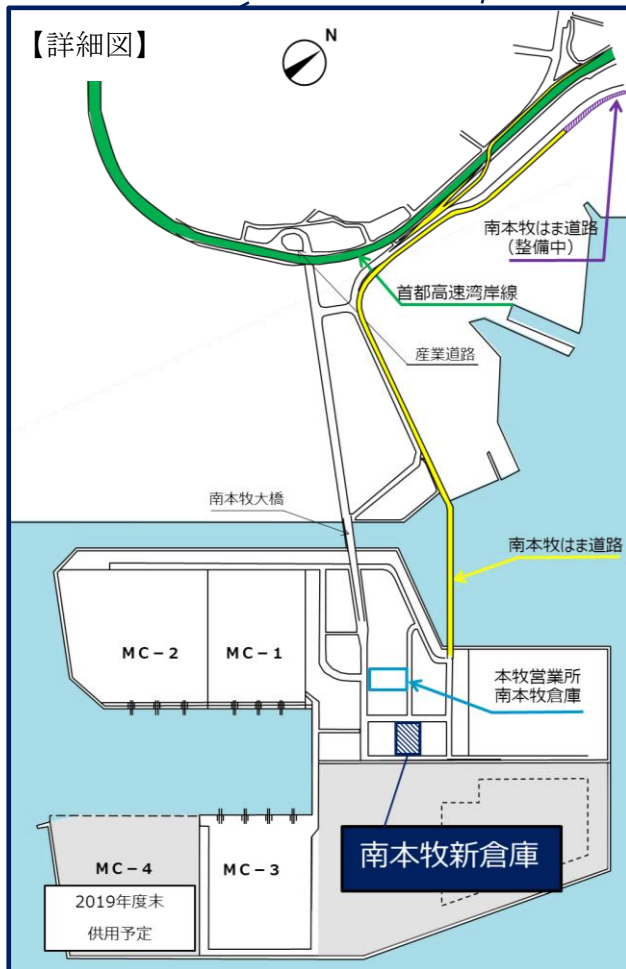 【詳細図】
N
南本牧はま道路
（整備中）
首都高速湾岸線
産業道路
南本牧大橋
南本牧はま道路
MC-2
MC-1
本牧営業所
南本牧倉庫
南本牧新倉庫
MC-4
MC-3
2019年度末
供用予定